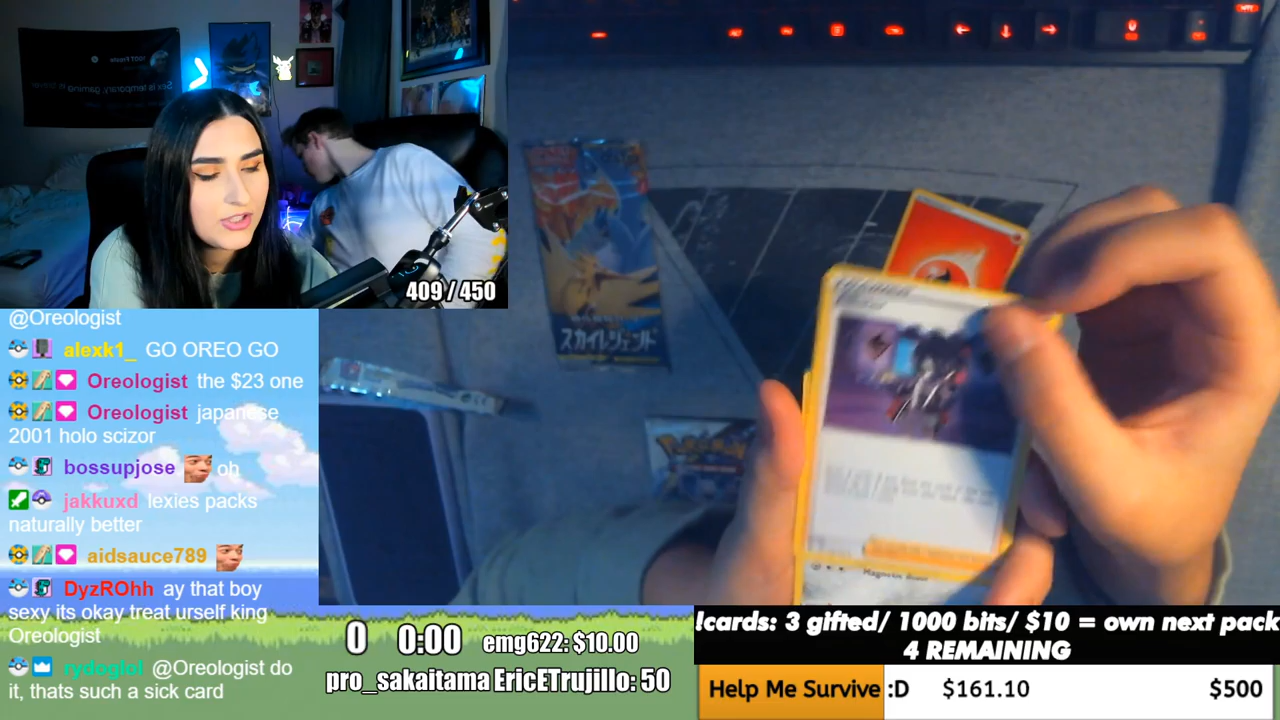 409 / 450
@Oreologist
alexk1_ GO OREO GO
Oreologist the $23 one
Oreologist japanese
2001 holo scizor
bossupjose oh
jakkuxd lexies packs
naturally better
aidsauce789
DyzROhh ay that boy
sexy its okay treat urself king
Oreologist
rydoglol @Oreologist do
it, thats such a sick card
スカイレジェンド
0 0:00 emg622: $10.00
pro_sakaitama EricETrujillo: 50
!cards: 3 gifted/ 1000 bits/ $10 = own next pack
4 REMAINING
Help Me Survive :D $161.10 $500